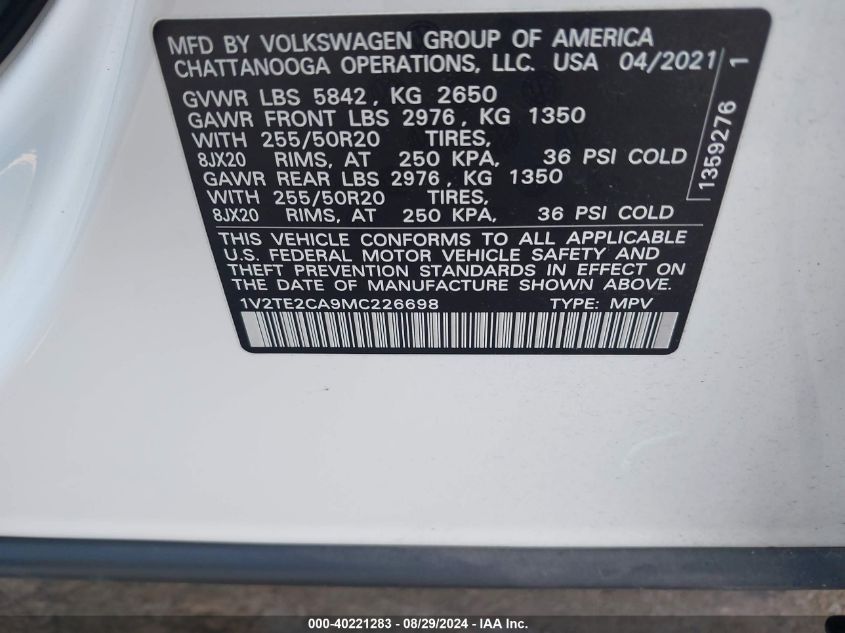 MFD BY VOLKSWAGEN GROUP OF AMERICA
CHATTANOOGA OPERATIONS, LLC. USA 04/2021
GVWR LBS 5842, KG 2650
GAWR FRONT LBS 2976, KG 1350
WITH 255/50R20 TIRES,
8JX20 RIMS, AT 250 KPA, 36 PSI COLD
GAWR REAR LBS 2976, KG 1350
WITH 255/50R20 TIRES,
8JX20 RIMS, AT 250 KPA, 36 PSI COLD
THIS VEHICLE CONFORMS TO ALL APPLICABLE
U.S. FEDERAL MOTOR VEHICLE SAFETY AND
THEFT PREVENTION STANDARDS IN EFFECT ON
THE DATE OF MANUFACTURE SHOWN ABOVE.
1V2TE2CA9MC226698 TYPE: MPV
1359276 1
000-40221283 - 08/29/2024 - IAA Inc.